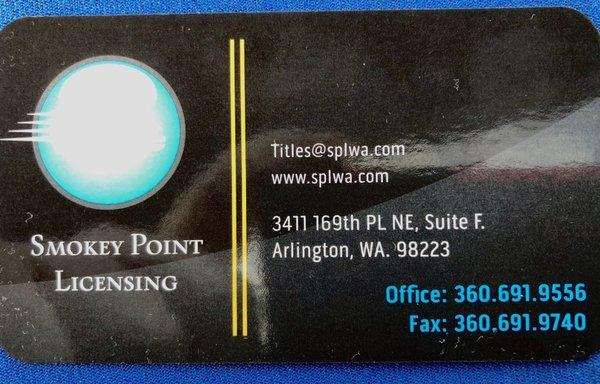 Smokey Point
Licensing
Titles@splwa.com
www.splwa.com
3411 169th PL NE, Suite F.
Arlington, WA. 98223
Office: 360.691.9556
Fax: 360.691.9740